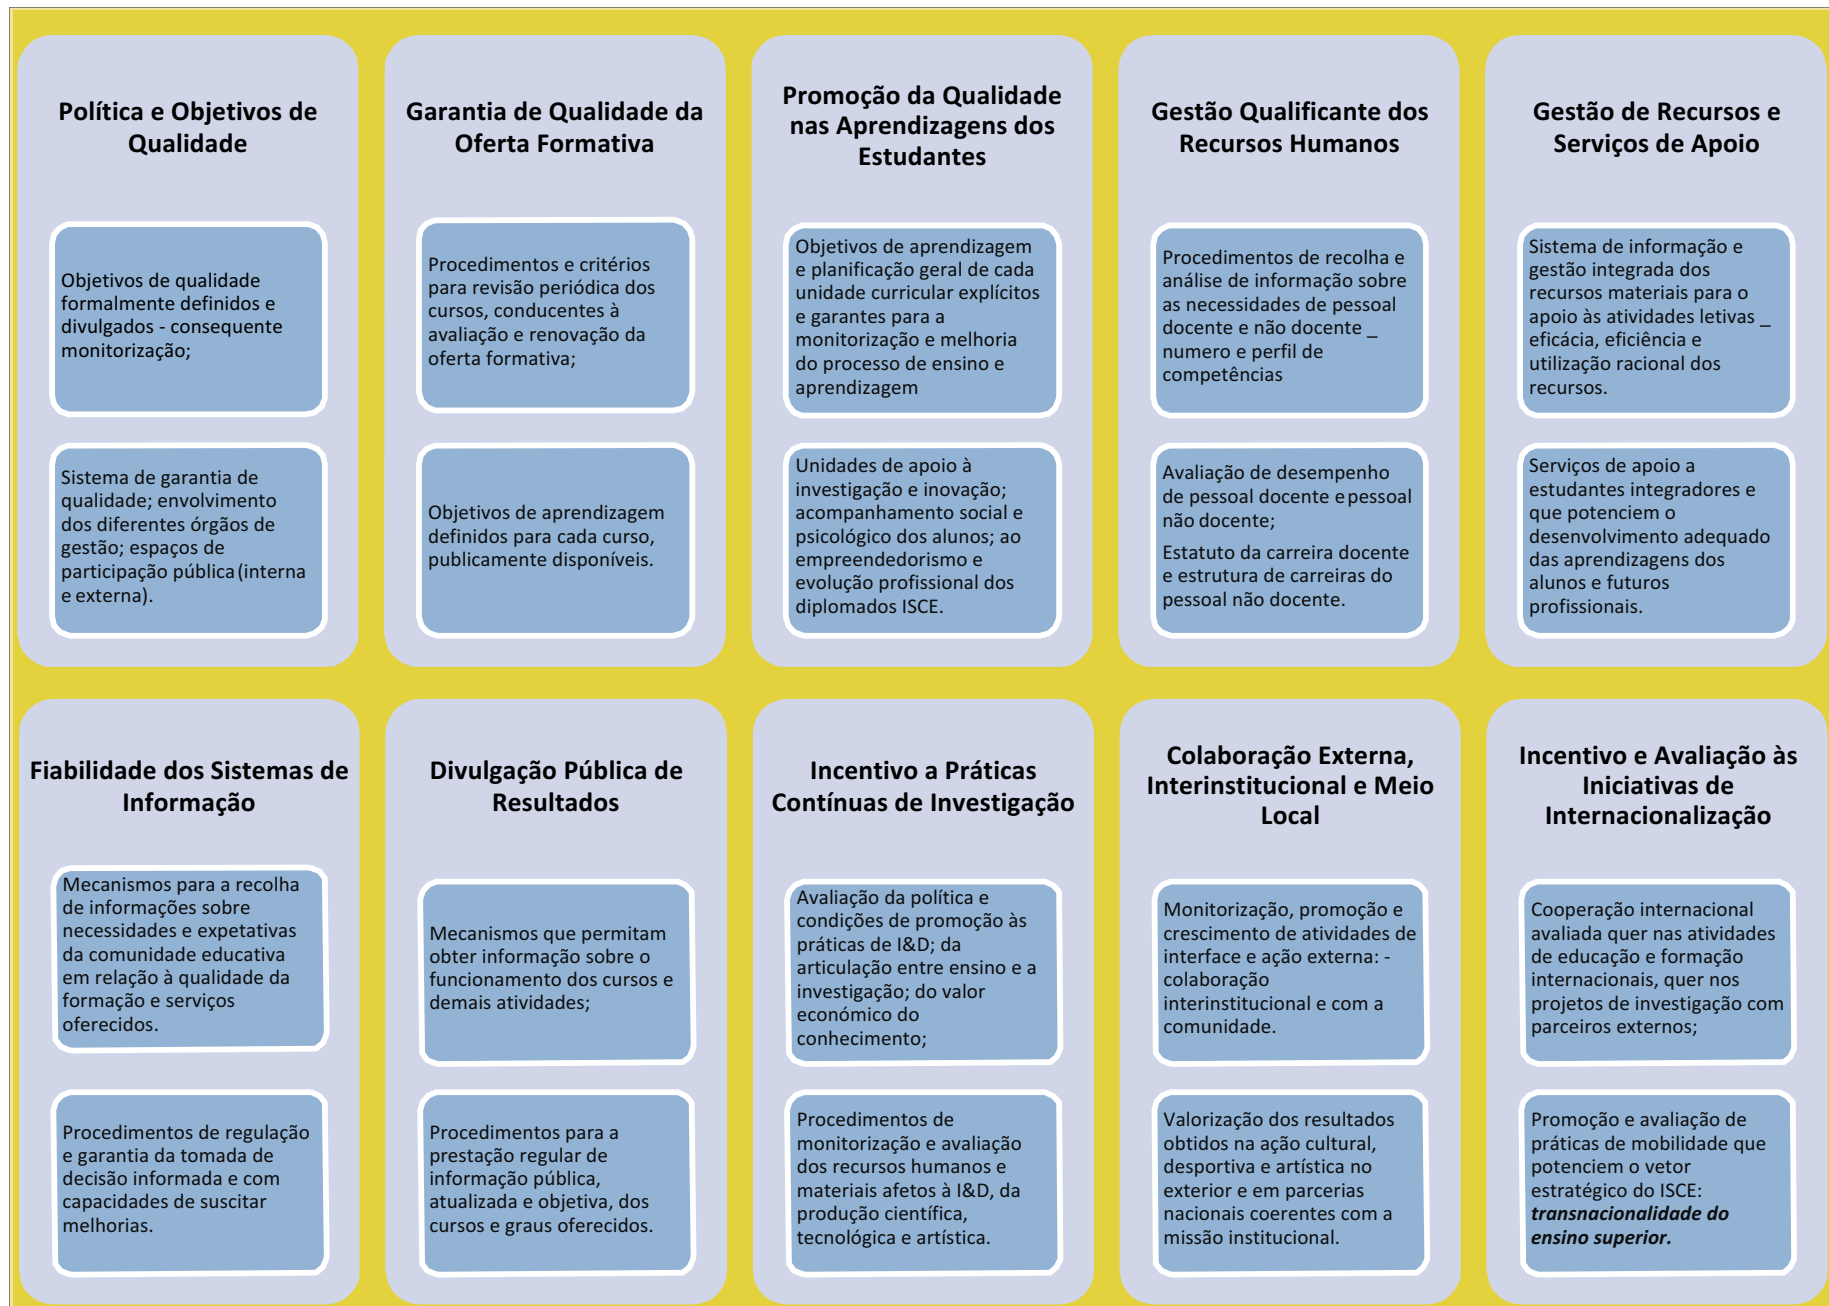 Política e Objetivos de
Qualidade
Objetivos de qualidade
formalmente definidos e
divulgados - consequente
monitorização;
Sistema de garantia de
qualidade; envolvimento
dos diferentes órgãos de
gestão; espaços de
participação pública (interna
e externa).
Garantia de Qualidade da
Oferta Formativa
Procedimentos e critérios
para revisão periódica dos
cursos, conducentes à
avaliação e renovação da
oferta formativa;
Objetivos de aprendizagem
definidos para cada curso,
publicamente disponíveis.
Promoção da Qualidade
nas Aprendizagens dos
Estudantes
Objetivos de aprendizagem
e planificação geral de cada
unidade curricular explícitos
e garantes para a
monitorização e melhoria
do processo de ensino e
aprendizagem
Unidades de apoio à
investigação e inovação;
acompanhamento social e
psicológico dos alunos; ao
empreendedorismo e
evolução profissional dos
diplomados ISCE.
Gestão Qualificante dos
Recursos Humanos
Procedimentos de recolha e
análise de informação sobre
as necessidades de pessoal
docente e não docente _
numero e perfil de
competências
Avaliação de desempenho
de pessoal docente e pessoal
não docente;
Estatuto da carreira docente
e estrutura de carreiras do
pessoal não docente.
Gestão de Recursos e
Serviços de Apoio
Sistema de informação e
gestão integrada dos
recursos materiais para o
apoio às atividades letivas _
eficácia, eficiência e
utilização racional dos
recursos.
Serviços de apoio a
estudantes integradores e
que potenciem o
desenvolvimento adequado
das aprendizagens dos
alunos e futuros
profissionais.
Fiabilidade dos Sistemas de
Informação
Mecanismos para a recolha
de informações sobre
necessidades e expetativas
da comunidade educativa
em relação à qualidade da
formação e serviços
oferecidos.
Procedimentos de regulação
e garantia da tomada de
decisão informada e com
capacidades de suscitar
melhorias.
Divulgação Pública de
Resultados
Mecanismos que permitam
obter informação sobre o
funcionamento dos cursos e
demais atividades;
Procedimentos para a
prestação regular de
informação pública,
atualizada e objetiva, dos
cursos e graus oferecidos.
Incentivo a Práticas
Contínuas de Investigação
Avaliação da política e
condições de promoção às
práticas de I&D; da
articulação entre ensino e a
investigação; do valor
económico do
conhecimento;
Procedimentos de
monitorização e avaliação
dos recursos humanos e
materiais afetos à I&D, da
produção científica,
tecnológica e artística.
Colaboração Externa,
Interinstitucional e Meio
Local
Monitorização, promoção e
crescimento de atividades de
interface e ação externa: -
colaboração
interinstitucional e com a
comunidade.
Valorização dos resultados
obtidos na ação cultural,
desportiva e artística no
exterior e em parcerias
nacionais coerentes com a
missão institucional.
Incentivo e Avaliação às
Iniciativas de
Internacionalização
Cooperação internacional
avaliada quer nas atividades
de educação e formação
internacionais, quer nos
projetos de investigação com
parceiros externos;
Promoção e avaliação de
práticas de mobilidade que
potenciem o vetor
estratégico do ISCE:
transnacionalidade do
ensino superior.